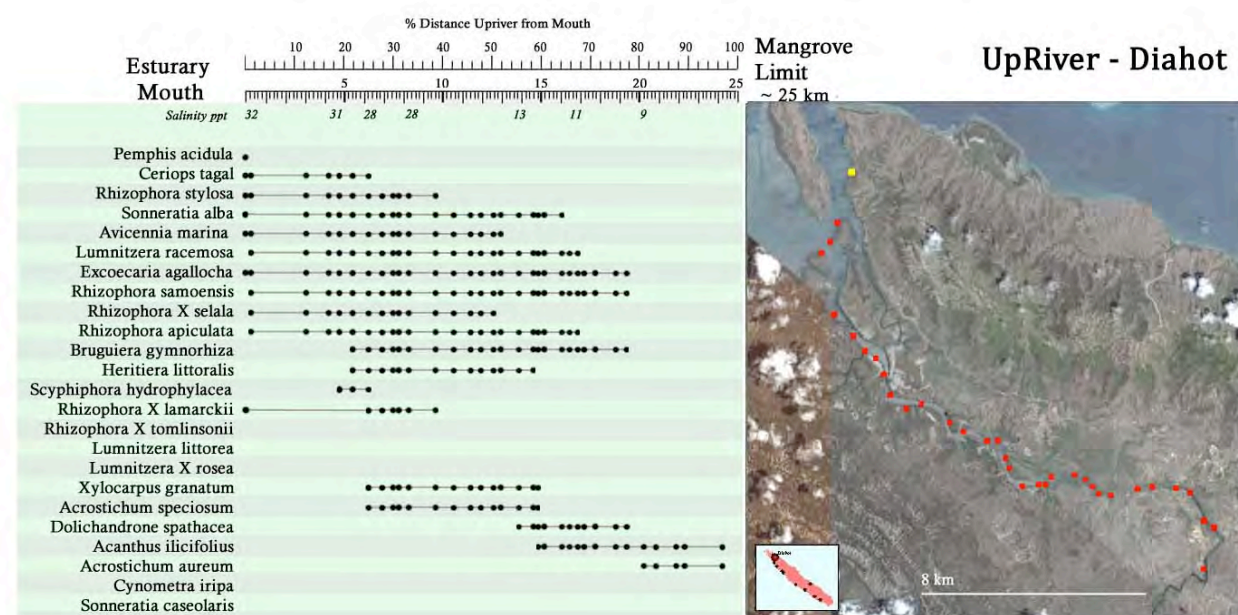 % Distance Upriver from Mouth
UpRiver - Diahot
10 20 30 40 50 60 70 80 90 100
Mangrove
Limit
~ 25 km
Esturary
Mouth
5 10 15 20 25
Salinity ppt 32 31 28 28 13 11 9
Pemphis acidula
Ceriops tagal
Rhizophora stylosa
Sonneratia alba
Avicennia marina
Lumnitzera racemosa
Excoecaria agallocha
Rhizophora samoensis
Rhizophora X selala
Rhizophora apiculata
Bruguiera gymnorhiza
Heritiera littoralis
Scyphiphora hydrophylacea
Rhizophora X lamarckii
Rhizophora X tomlinsonii
Lumnitzera littorea
Lumnitzera X rosea
Xylocarpus granatum
Acrostichum speciosum
Dolichandrone spathacea
Acanthus ilicifolius
Acrostichum aureum
Cynometra iripa
Sonneratia caseolaris
Diahot
8 km